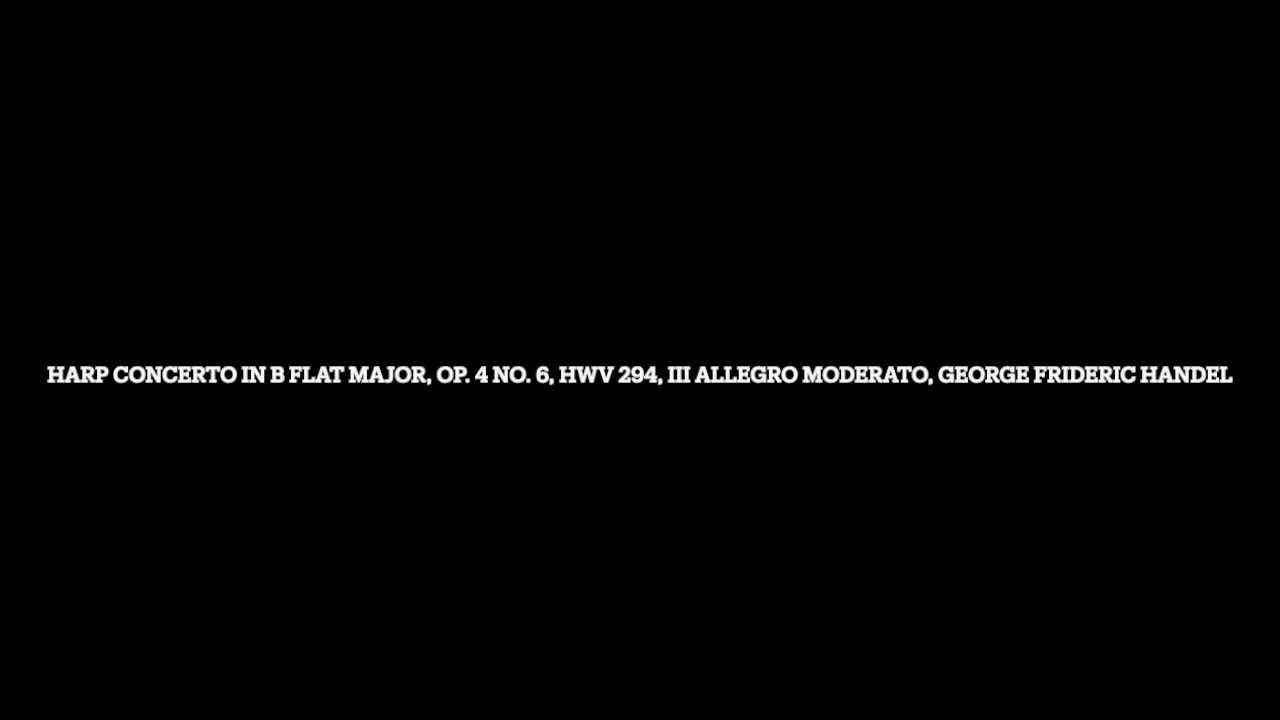 HARP CONCERTO IN B FLAT MAJOR, OP. 4 NO. 6, HWV 294, III ALLEGRO MODERATO, GEORGE FRIDERIC HANDEL